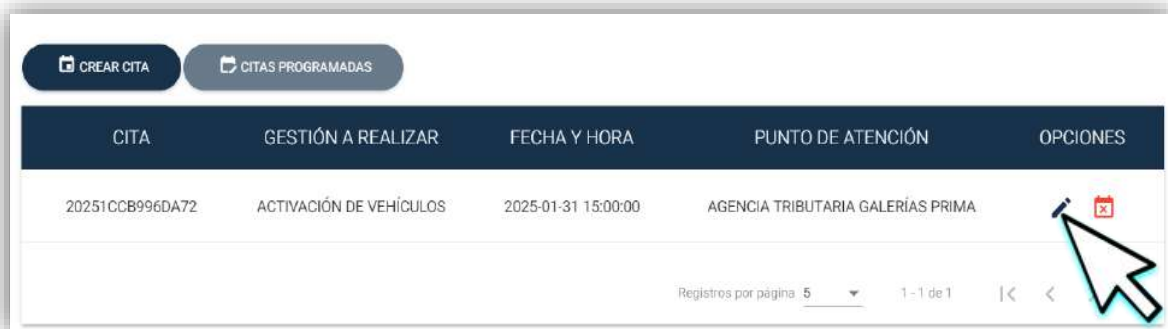 CREAR CITA CITAS PROGRAMADAS
CITA GESTIÓN A REALIZAR FECHA Y HORA PUNTO DE ATENCIÓN OPCIONES
20251CCB996DA72 ACTIVACIÓN DE VEHÍCULOS 2025-01-31 15:00:00 AGENCIA TRIBUTARIA GALERÍAS PRIMA
Registros por página 5 1 - 1 de 1